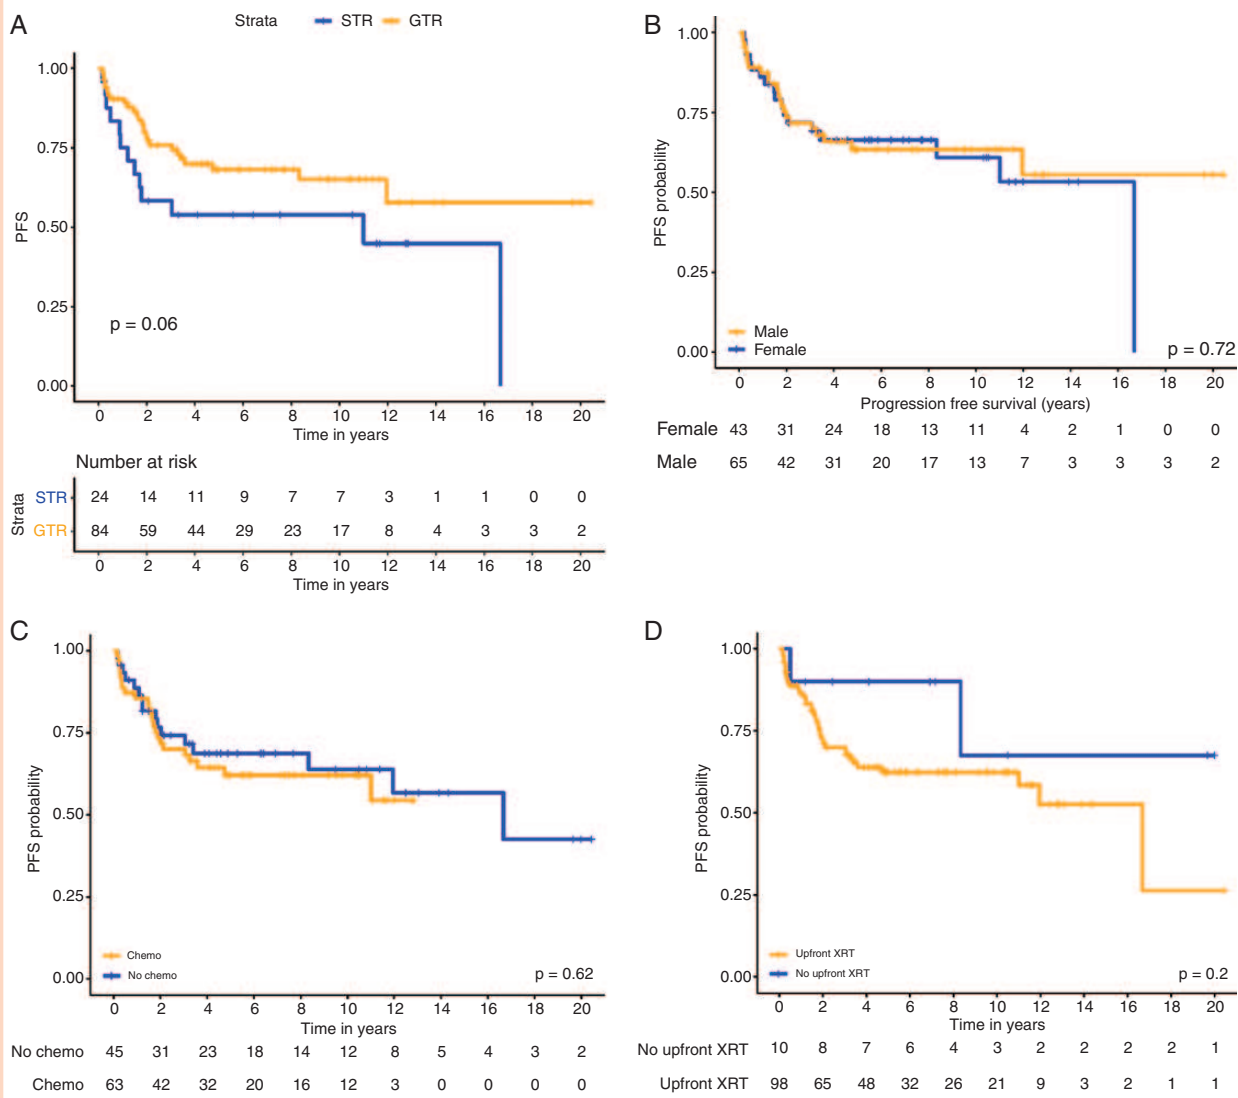 A
Strata STR GTR
1.00
0.75
0.50
0.25
0.00
PFS
p = 0.06
0 2 4 6 8 10 12 14 16 18 20
Time in years
Number at risk
Strata
STR 24 14 11 9 7 7 3 1 1 0 0
GTR 84 59 44 29 23 17 8 4 3 3 2
0 2 4 6 8 10 12 14 16 18 20
Time in years
B
1.00
0.75
0.50
0.25
0.00
PFS probability
Male
Female
p = 0.72
0 2 4 6 8 10 12 14 16 18 20
Progression free survival (years)
Female 43 31 24 18 13 11 4 2 1 0 0
Male 65 42 31 20 17 13 7 3 3 3 2
C
1.00
0.75
0.50
0.25
0.00
PFS probability
Chemo
No chemo
p = 0.62
0 2 4 6 8 10 12 14 16 18 20
Time in years
No chemo 45 31 23 18 14 12 8 5 4 3 2
Chemo 63 42 32 20 16 12 3 0 0 0 0
D
1.00
0.75
0.50
0.25
0.00
PFS probability
Upfront XRT
No upfront XRT
p = 0.2
0 2 4 6 8 10 12 14 16 18 20
Time in years
No upfront XRT 10 8 7 6 4 3 2 2 2 2 1
Upfront XRT 98 65 48 32 26 21 9 3 2 1 1